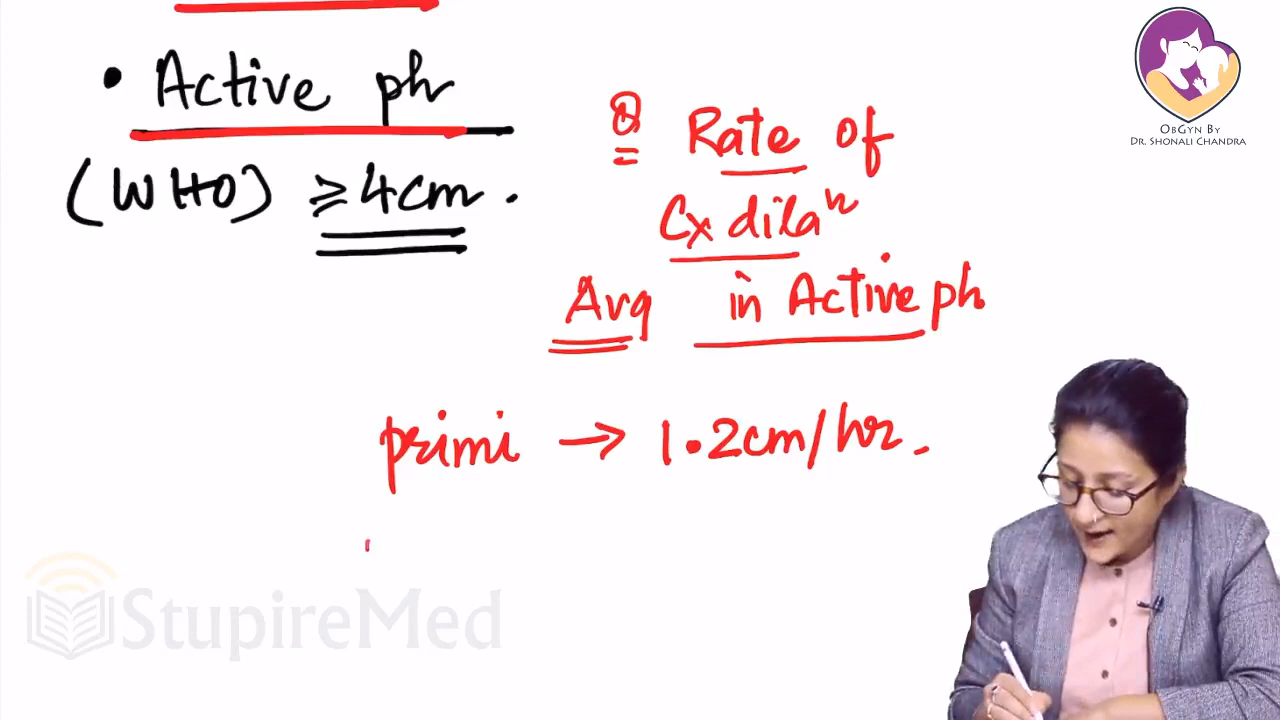 • Active ph
(WHO) ≥4cm.
Q Rate of
Cx dilaⁿ
Avg in Active ph.
primi → 1.2cm/hr.
ObGyn By
Dr. Shonali Chandra
StupireMed